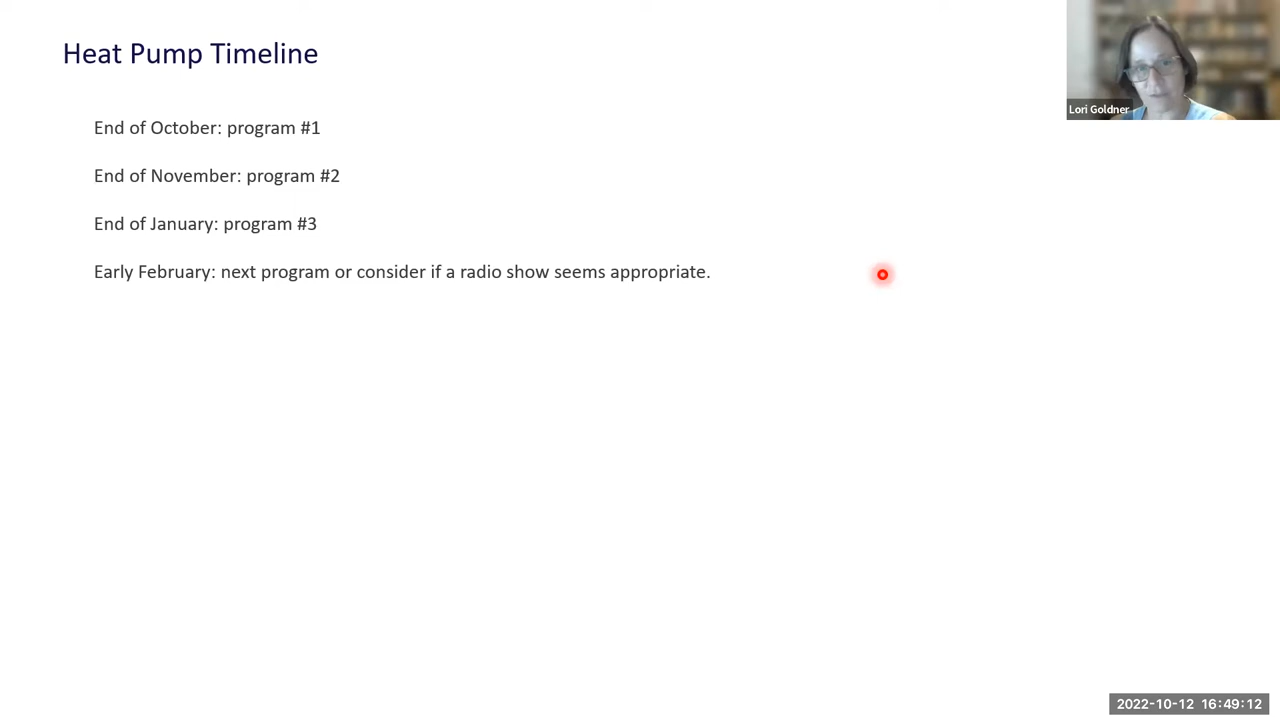 Heat Pump Timeline
Lori Goldner
End of October: program #1
End of November: program #2
End of January: program #3
Early February: next program or consider if a radio show seems appropriate.
2022-10-12 16:49:12